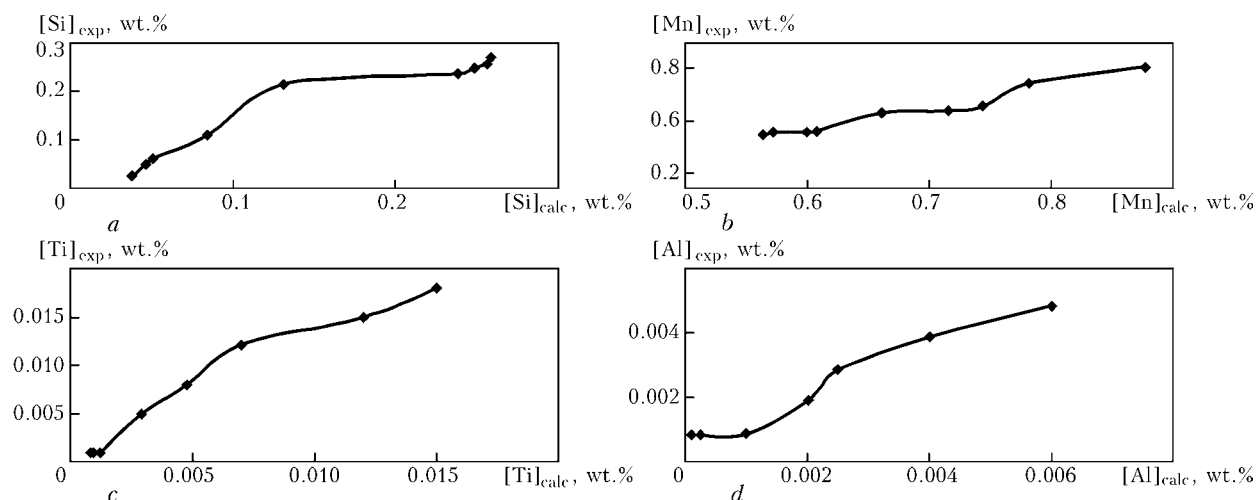 [Si]exp, wt.%
0.3
0.2
0.1
0
0.1
0.2
[Si]calc, wt.%
a
[Mn]exp, wt.%
0.8
0.6
0.2
0.5
0.6
0.7
0.8
[Mn]calc, wt.%
b
[Ti]exp, wt.%
0.015
0.010
0.005
0
0.005
0.010
0.015
[Ti]calc, wt.%
c
[Al]exp, wt.%
0.004
0.002
0
0.002
0.004
0.006
[Al]calc, wt.%
d